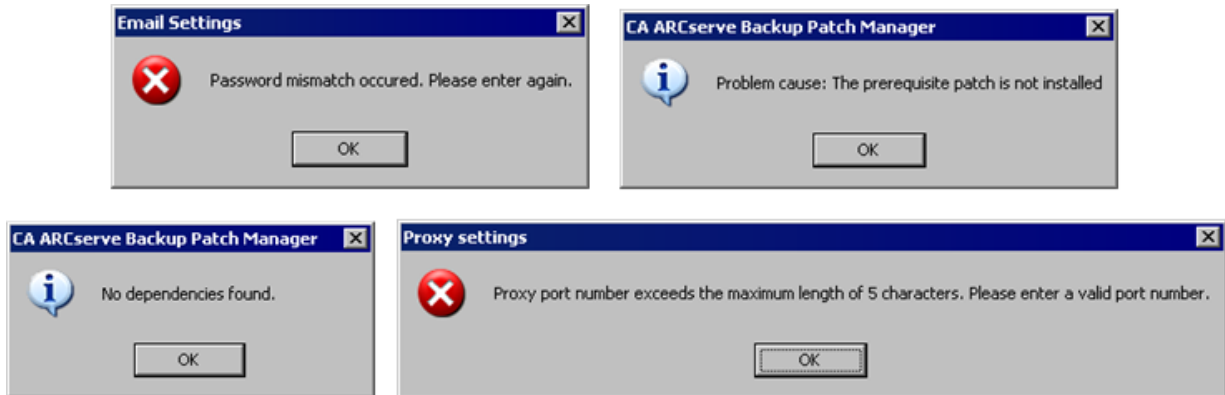 Email Settings
Password mismatch occured. Please enter again.
OK
CA ARCserve Backup Patch Manager
Problem cause: The prerequisite patch is not installed
OK
CA ARCserve Backup Patch Manager
No dependencies found.
OK
Proxy settings
Proxy port number exceeds the maximum length of 5 characters. Please enter a valid port number.
OK